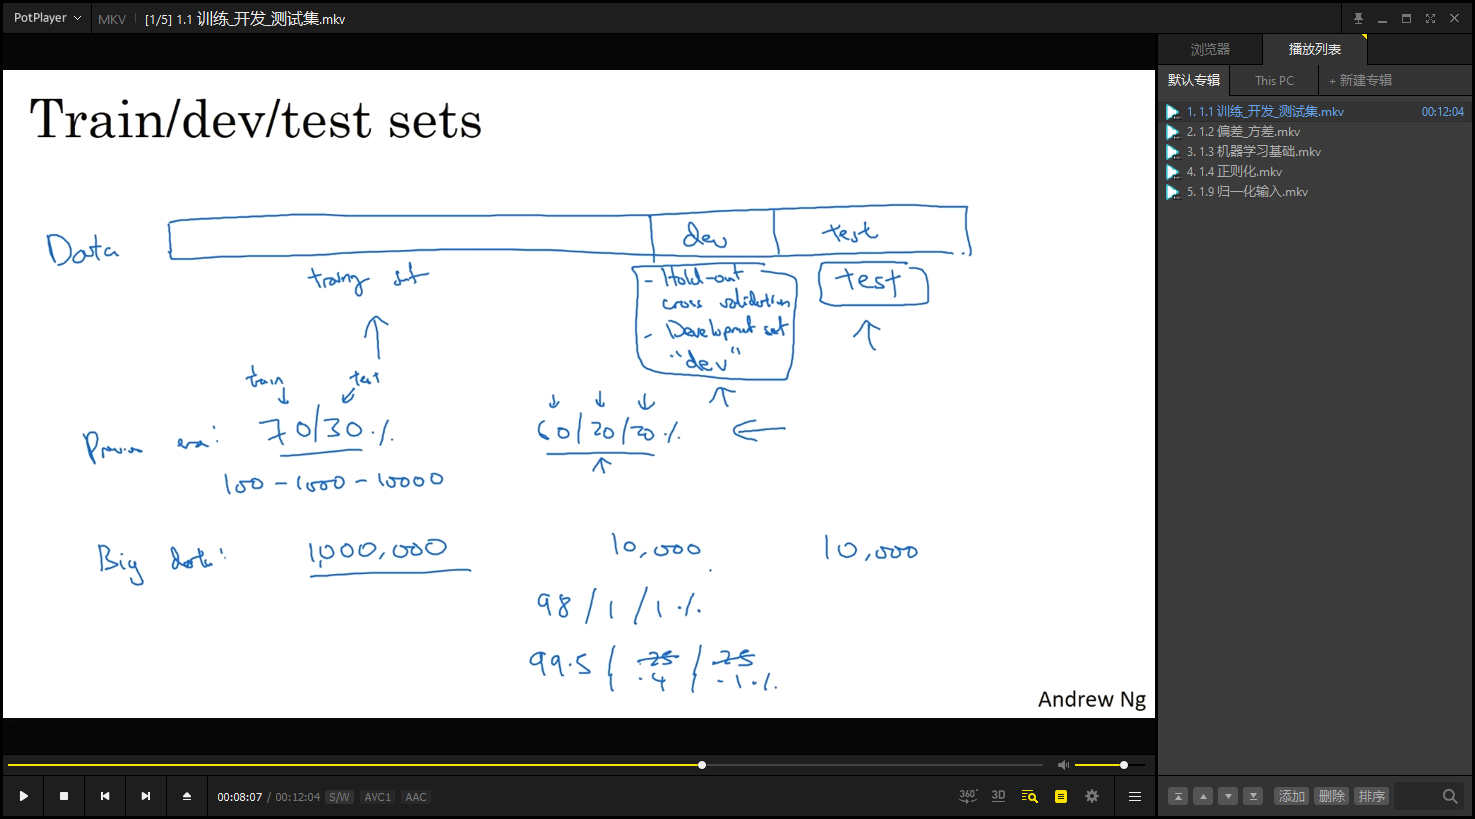 PotPlayer MKV [1/5] 1.1 训练_开发_测试集.mkv
浏览器 播放列表
默认专辑 This PC + 新建专辑
1. 1.1 训练_开发_测试集.mkv 00:12:04
2. 1.2 偏差_方差.mkv
3. 1.3 机器学习基础.mkv
4. 1.4 正则化.mkv
5. 1.9 归一化输入.mkv
Train/dev/test sets
Data dev test
training set
- Hold-out
cross validation
- Development set
"dev"
test
train test
Previous era: 70/30% 60/20/20%
100-1000-10000
Big data: 1,000,000 10,000 10,000
98/1/1%
99.5/.25/.25
.4 .1%
Andrew Ng
00:08:07 / 00:12:04 S/W AVC1 AAC
360° 3D
添加 删除 排序